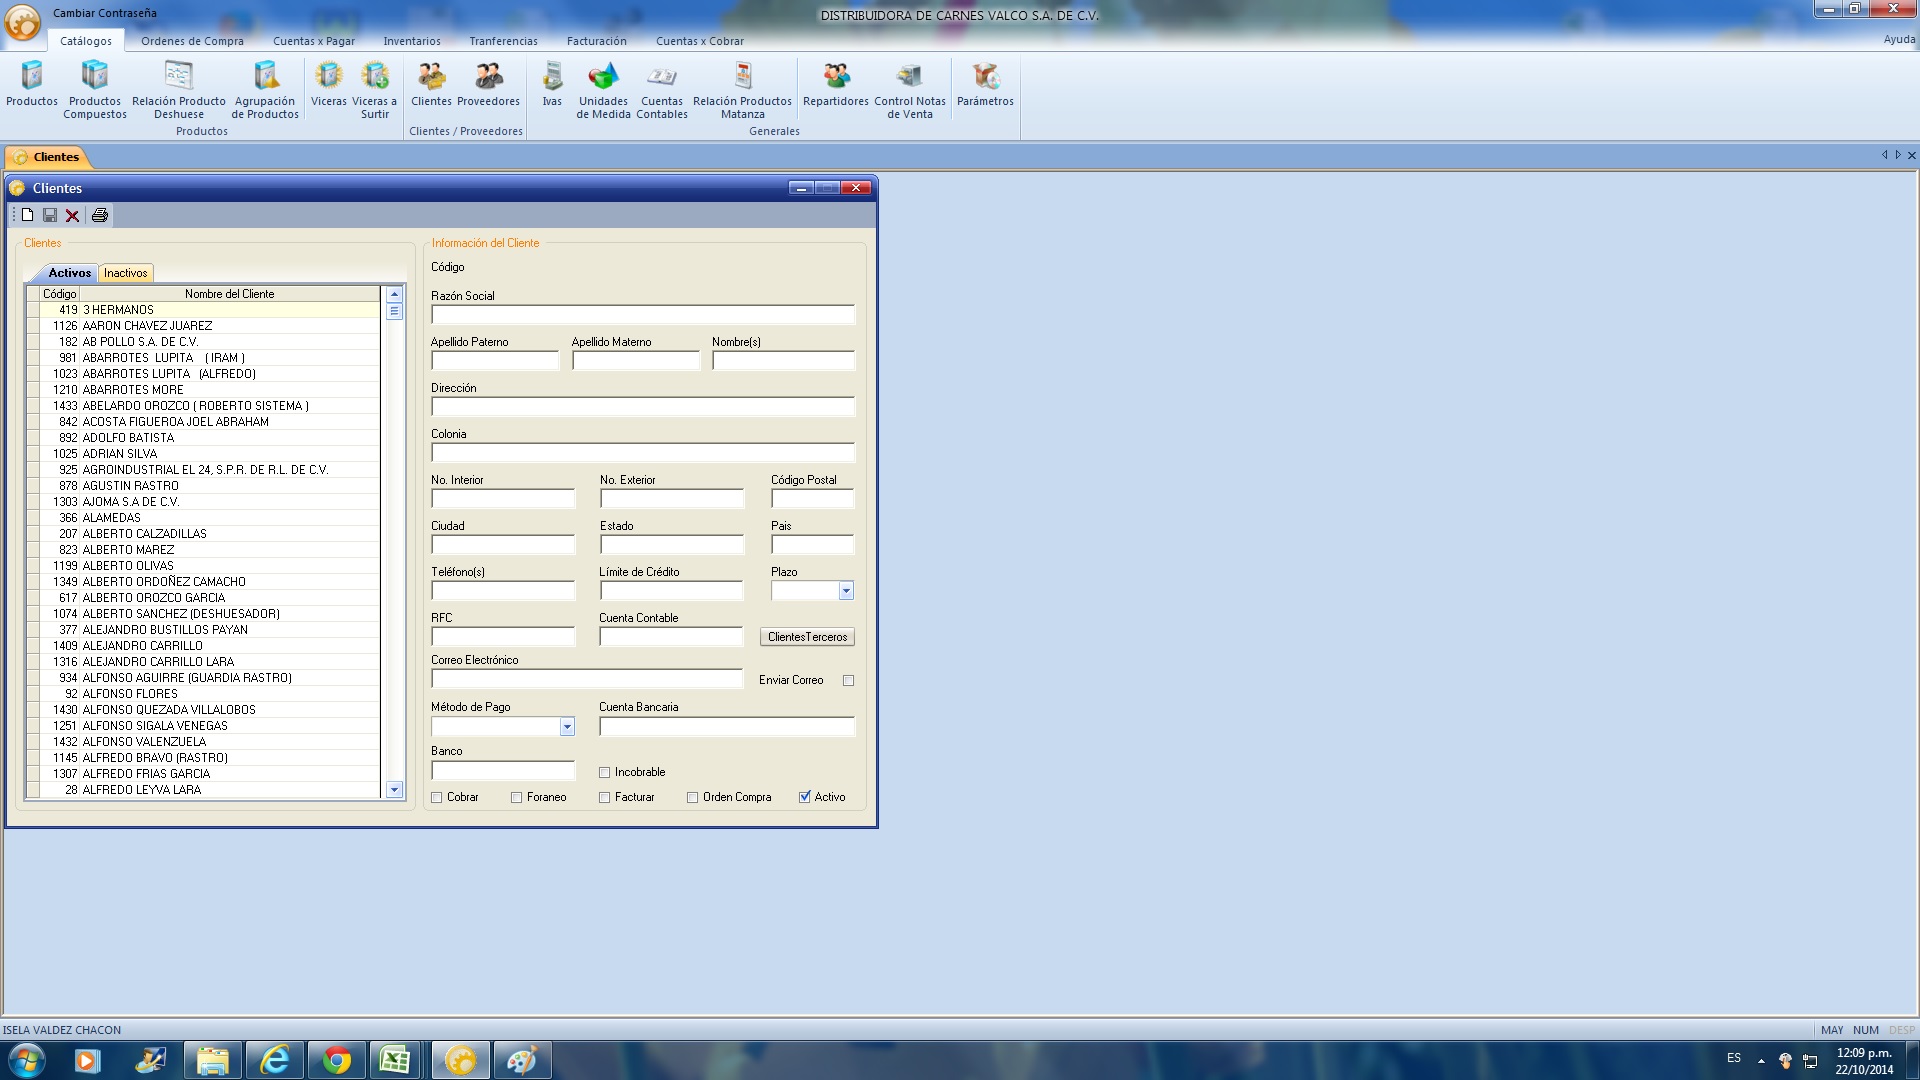 Cambiar Contraseña
DISTRIBUIDORA DE CARNES VALCO S.A. DE C.V.
Catálogos Ordenes de Compra Cuentas x Pagar Inventarios Tranferencias Facturación Cuentas x Cobrar Ayuda
Productos
Productos Compuestos
Relación Producto Deshuese
Agrupación de Productos
Viceras
Viceras a Surtir
Clientes
Proveedores
Ivas
Unidades de Medida
Cuentas Contables
Relación Productos Matanza
Repartidores
Control Notas de Venta
Parámetros
Productos Clientes / Proveedores Generales
Clientes
Clientes
Clientes
Activos Inactivos
Código Nombre del Cliente
419 3 HERMANOS
1126 AARON CHAVEZ JUAREZ
182 AB POLLO S.A. DE C.V.
981 ABARROTES LUPITA ( IRAM )
1023 ABARROTES LUPITA (ALFREDO)
1210 ABARROTES MORE
1433 ABELARDO OROZCO ( ROBERTO SISTEMA )
842 ACOSTA FIGUEROA JOEL ABRAHAM
892 ADOLFO BATISTA
1025 ADRIAN SILVA
925 AGROINDUSTRIAL EL 24, S.P.R. DE R.L. DE C.V.
878 AGUSTIN RASTRO
1303 AJOMA S.A DE C.V.
366 ALAMEDAS
207 ALBERTO CALZADILLAS
823 ALBERTO MAREZ
1199 ALBERTO OLIVAS
1349 ALBERTO ORDOÑEZ CAMACHO
617 ALBERTO OROZCO GARCIA
1074 ALBERTO SANCHEZ (DESHUESADOR)
377 ALEJANDRO BUSTILLOS PAYAN
1409 ALEJANDRO CARRILLO
1316 ALEJANDRO CARRILLO LARA
934 ALFONSO AGUIRRE (GUARDIA RASTRO)
92 ALFONSO FLORES
1430 ALFONSO QUEZADA VILLALOBOS
1251 ALFONSO SIGALA VENEGAS
1432 ALFONSO VALENZUELA
1145 ALFREDO BRAVO (RASTRO)
1307 ALFREDO FRIAS GARCIA
28 ALFREDO LEYVA LARA
Información del Cliente
Código
Razón Social
Apellido Paterno Apellido Materno Nombre(s)
Dirección
Colonia
No. Interior No. Exterior Código Postal
Ciudad Estado Pais
Teléfono(s) Límite de Crédito Plazo
RFC Cuenta Contable
ClientesTerceros
Correo Electrónico
Enviar Correo
Método de Pago Cuenta Bancaria
Banco
Incobrable
Cobrar Foraneo Facturar Orden Compra Activo
ISELA VALDEZ CHACON MAY NUM DESP
ES
12:09 p.m.
22/10/2014